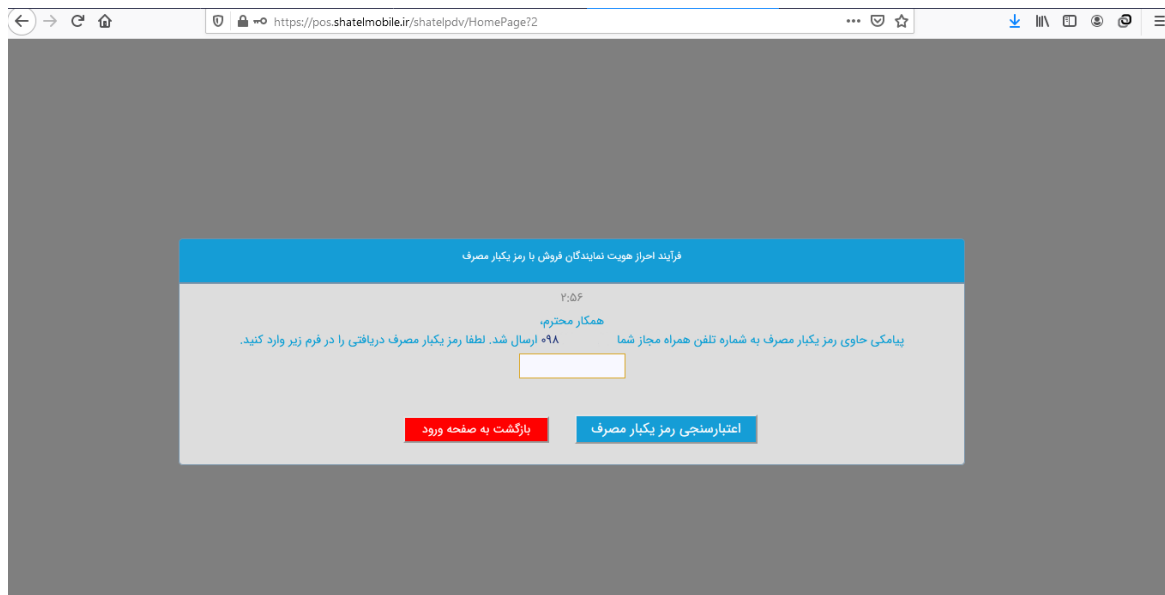 https://pos.shatelmobile.ir/shatelpdv/HomePage?2
فرآیند احراز هویت نمایندگان فروش با رمز یکبار مصرف
۲:۵۶
همکار محترم،
پیامکی حاوی رمز یکبار مصرف به شماره تلفن همراه مجاز شما ۰۹۸ ارسال شد. لطفا رمز یکبار مصرف دریافتی را در فرم زیر وارد کنید.
اعتبارسنجی رمز یکبار مصرف
بازگشت به صفحه ورود